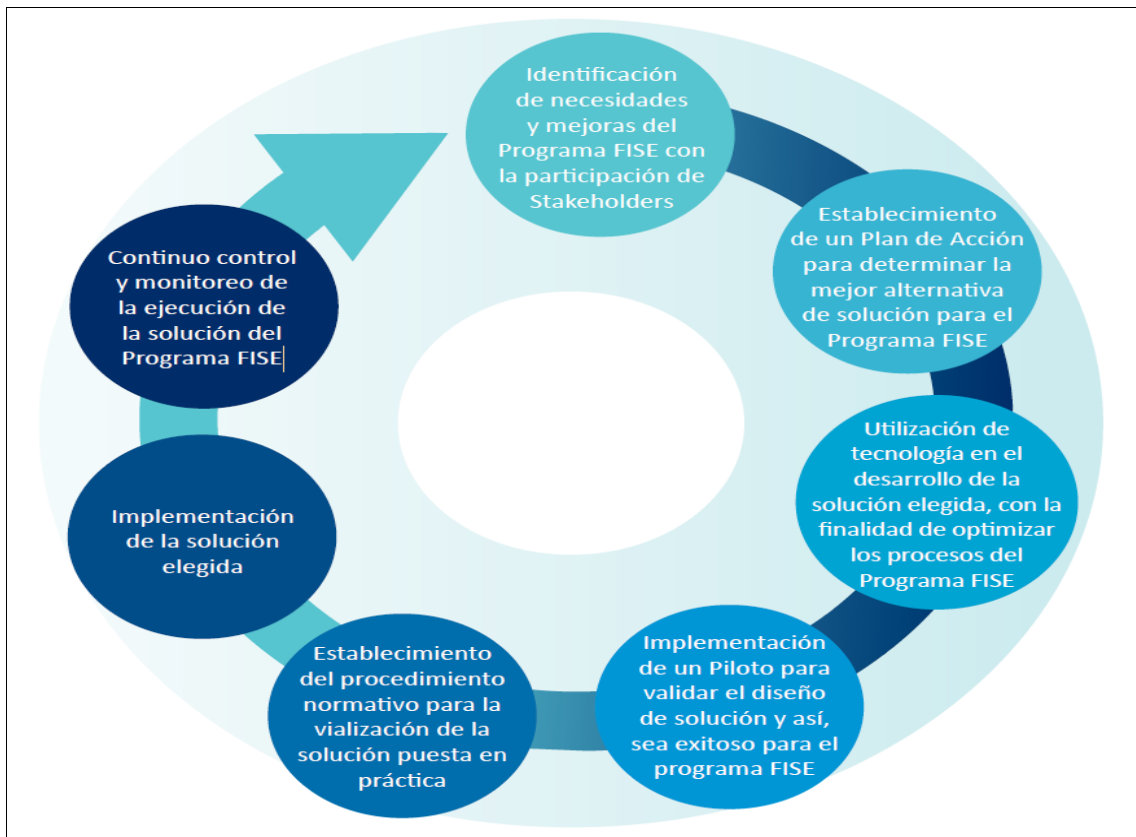 Identificación
de necesidades
y mejoras del
Programa FISE con
la participación de
Stakeholders
Establecimiento
de un Plan de Acción
para determinar la
mejor alternativa
de solución para el
Programa FISE
Utilización de
tecnología en el
desarrollo de la
solución elegida, con la
finalidad de optimizar
los procesos del
Programa FISE
Implementación
de un Piloto para
validar el diseño
de solución y así,
sea exitoso para el
programa FISE
Establecimiento
del procedimiento
normativo para la
vialización de la
solución puesta en
práctica
Implementación
de la solución
elegida
Continuo control
y monitoreo de
la ejecución de
la solución del
Programa FISE